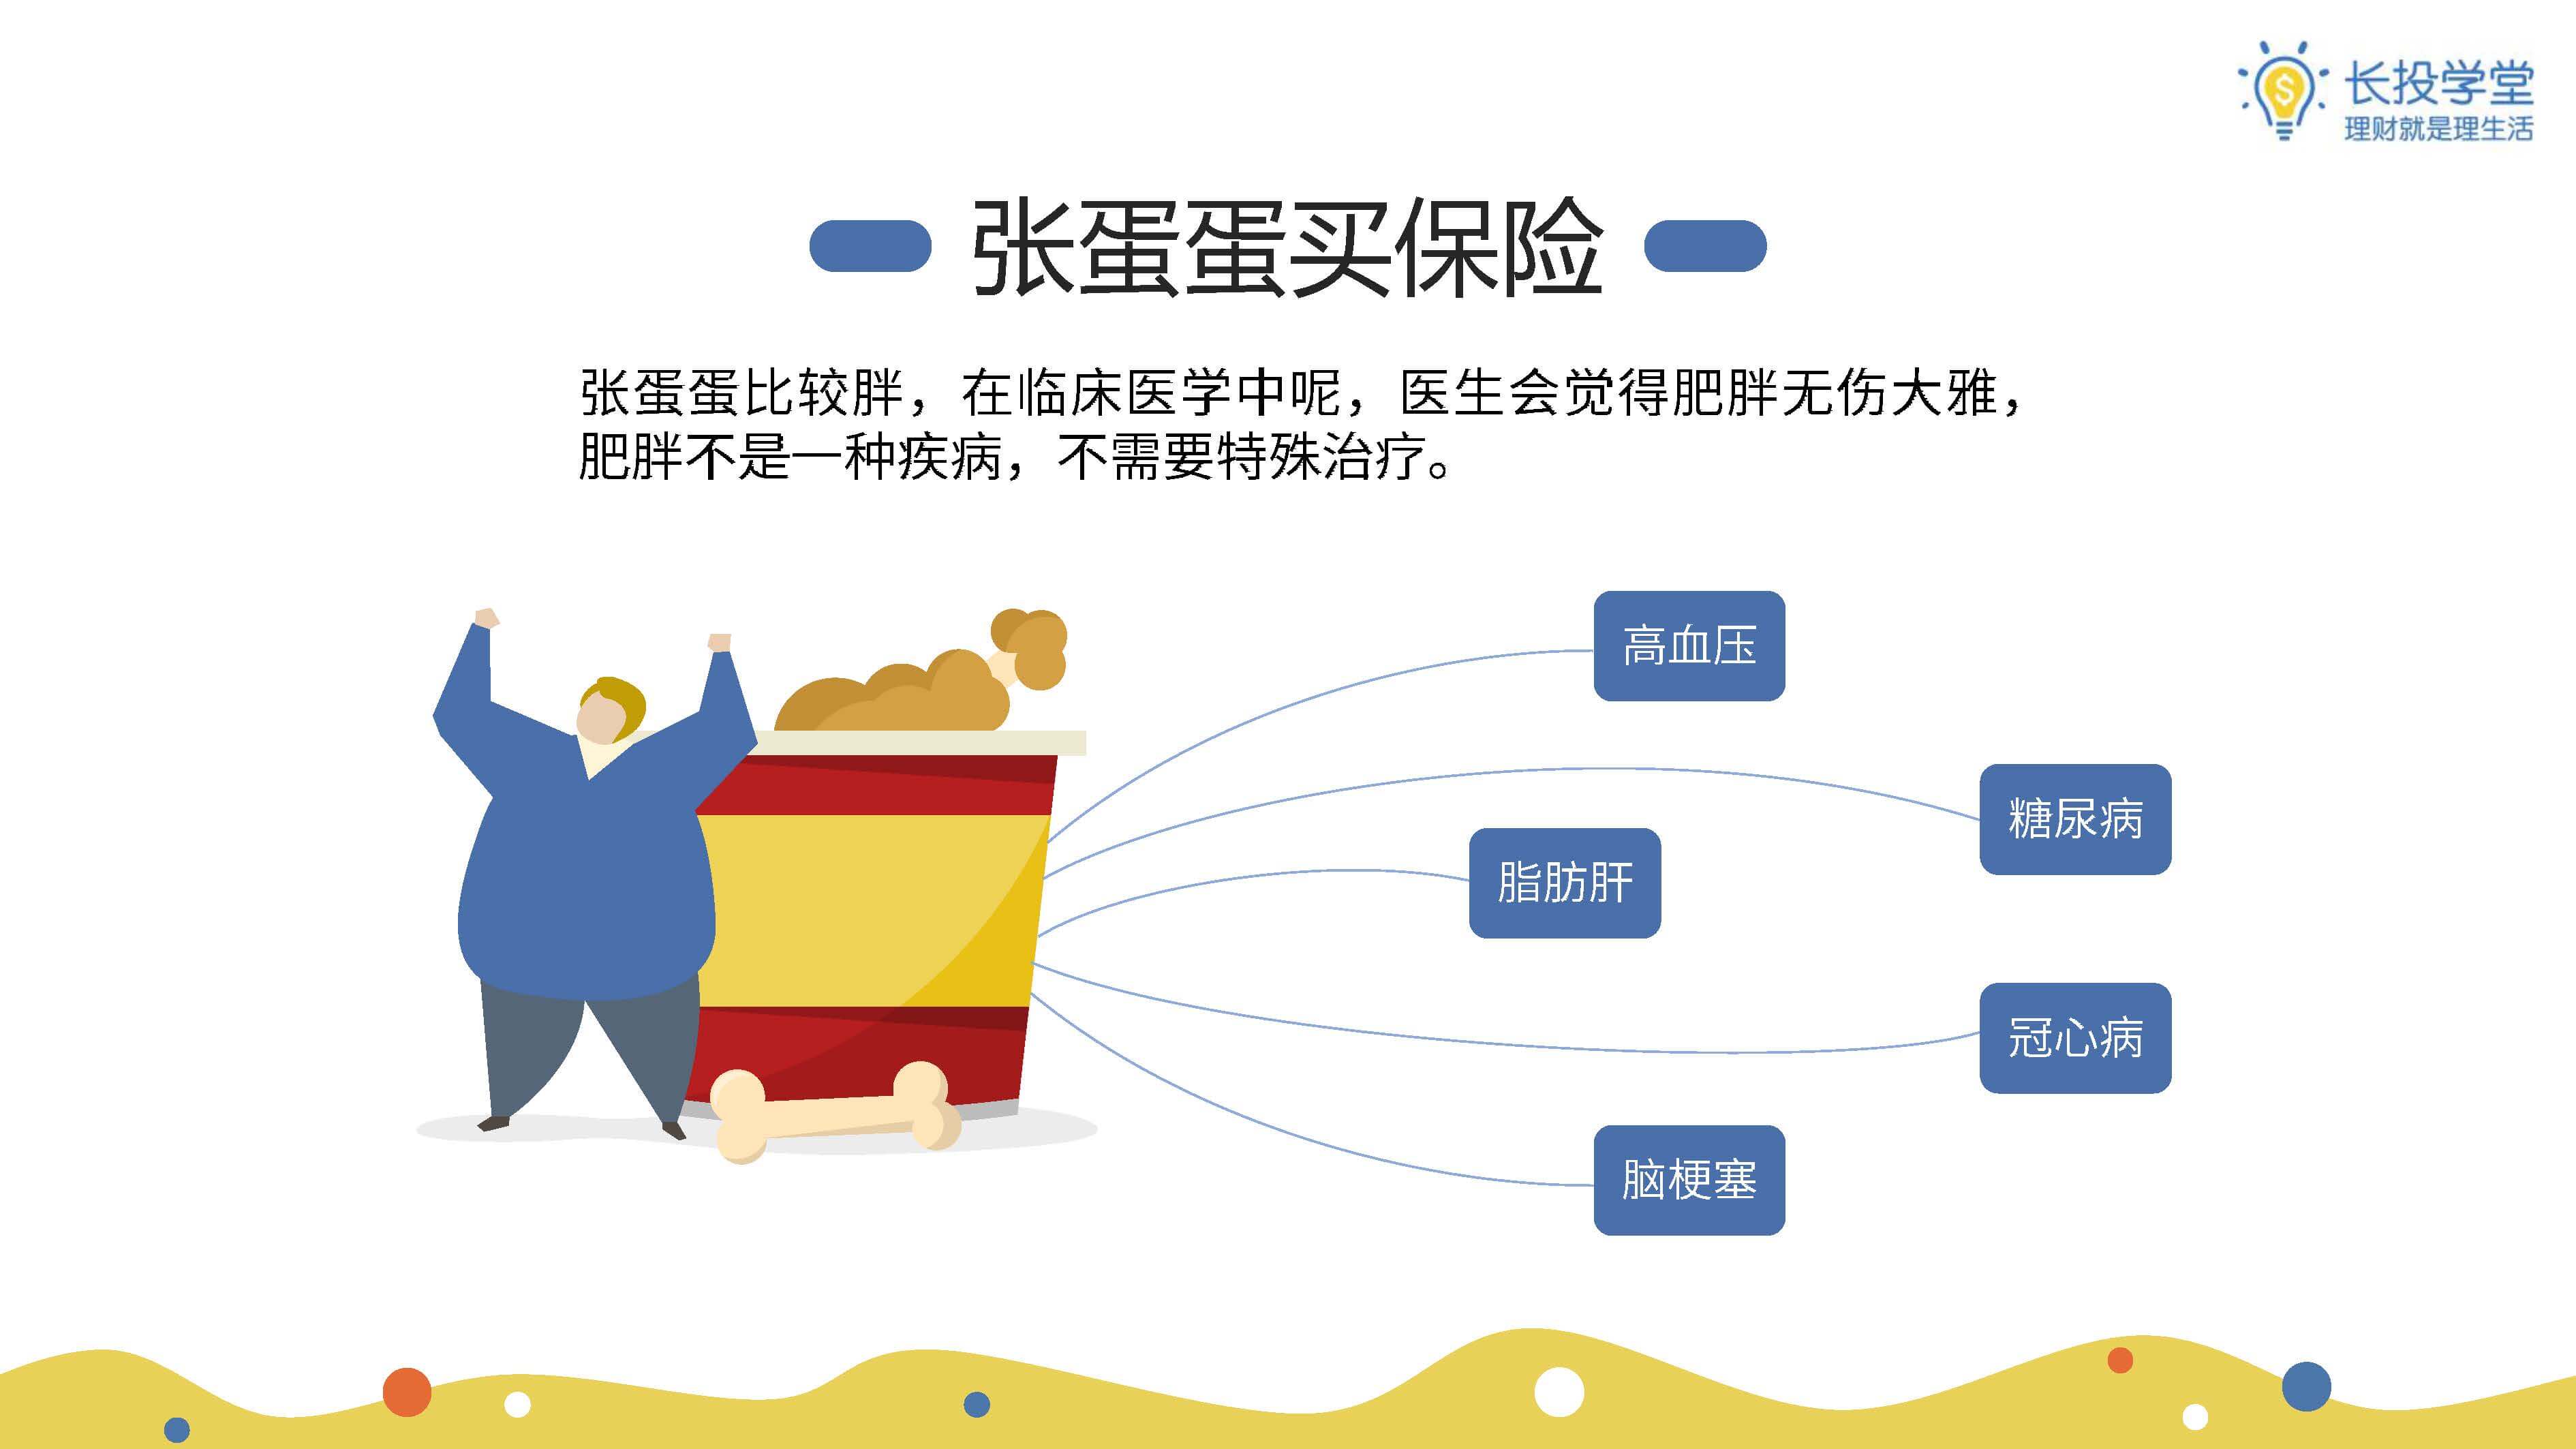 长投学堂
理财就是理生活
张蛋蛋买保险
张蛋蛋比较胖，在临床医学中呢，医生会觉得肥胖无伤大雅，
肥胖不是一种疾病，不需要特殊治疗。
高血压
糖尿病
脂肪肝
冠心病
脑梗塞